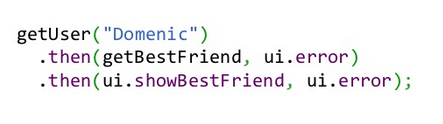 getUser("Domenic")
  .then(getBestFriend, ui.error)
  .then(ui.showBestFriend, ui.error);